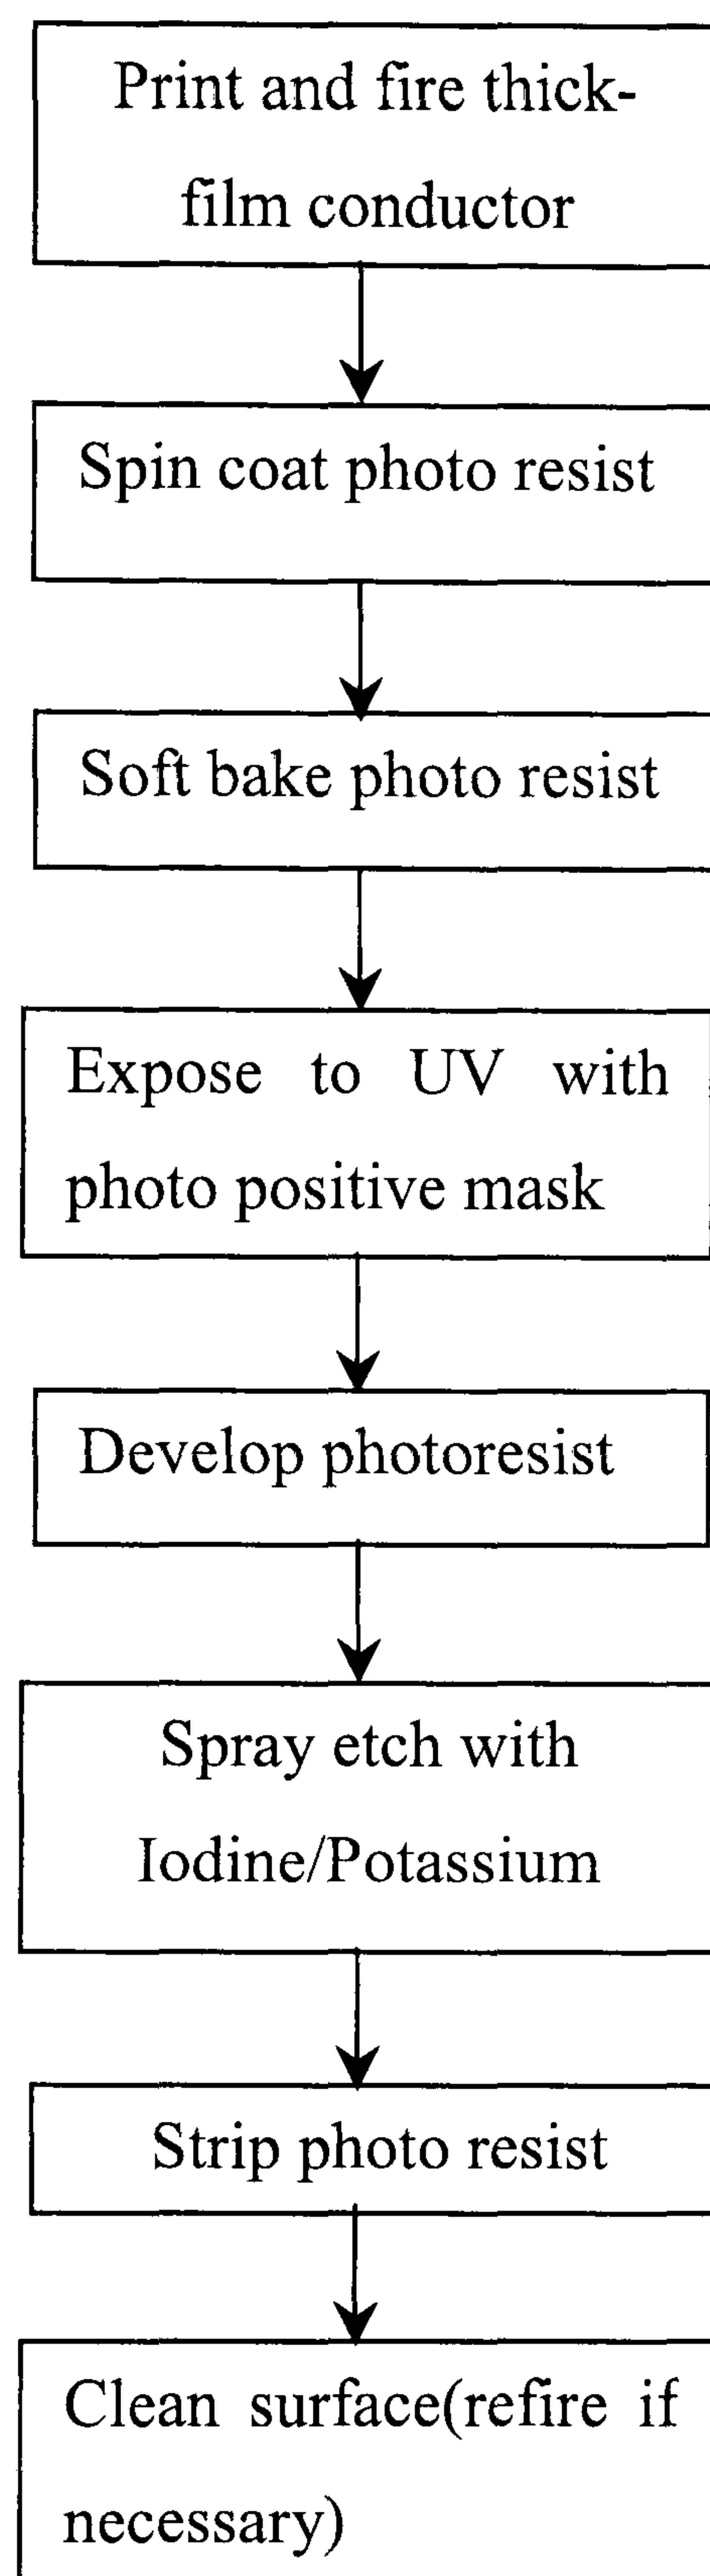 Print and fire thick-
film conductor
Spin coat photo resist
Soft bake photo resist
Expose to UV with
photo positive mask
Develop photoresist
Spray etch with
Iodine/Potassium
Strip photo resist
Clean surface(refire if
necessary)